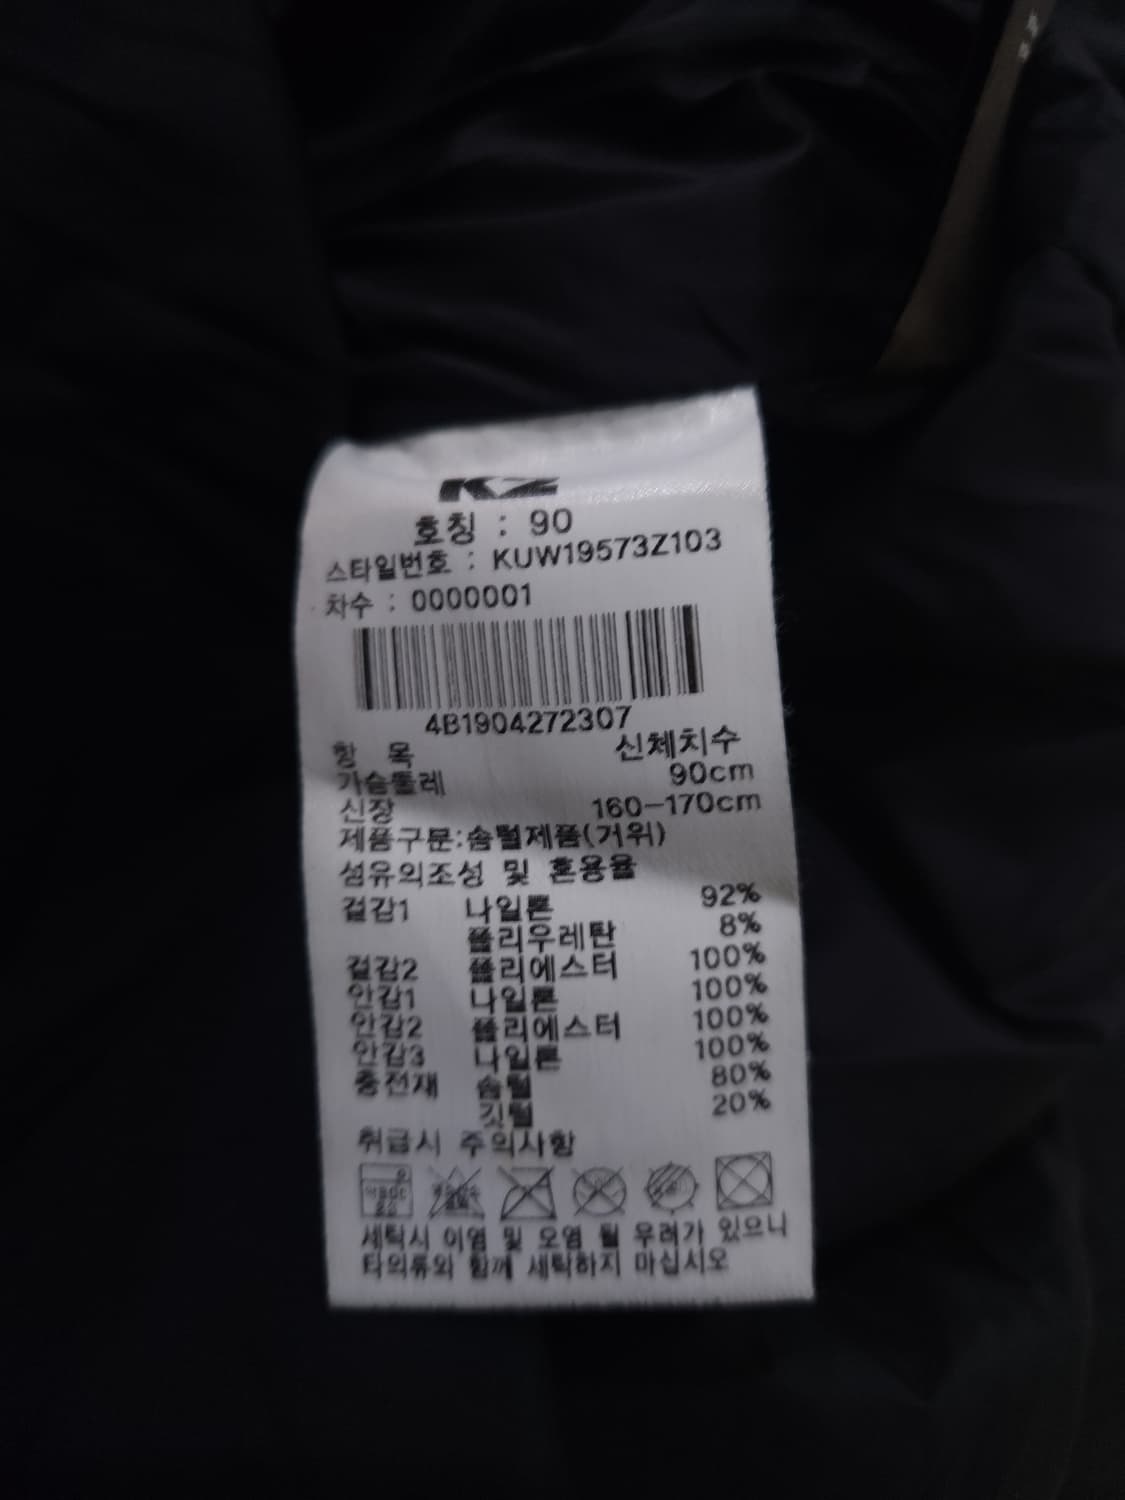 KZ
호칭 : 90
스타일번호 : KUW19573Z103
차수 : 0000001
4B1904272307
항 목 신체치수
가슴둘레 90cm
신장 160-170cm
제품구분:솜털제품(거위)
섬유의조성 및 혼용율
겉감1 나일론 92%
폴리우레탄 8%
겉감2 폴리에스터 100%
안감1 나일론 100%
안감2 폴리에스터 100%
안감3 나일론 100%
충전재 솜털 80%
깃털 20%
취급시 주의사항
세탁시 이염 및 오염 될 우려가 있으니
타의류와 함께 세탁하지 마십시오